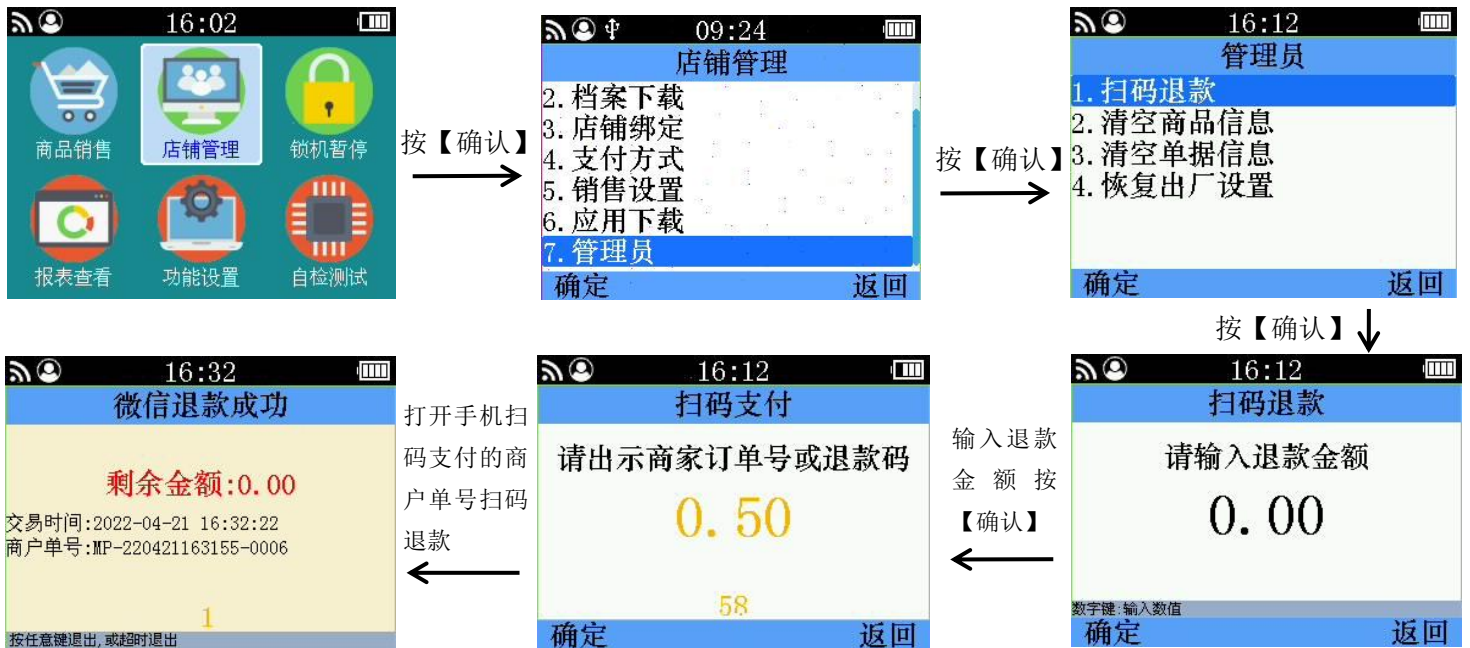 16:02
商品销售
店铺管理
锁机暂停
报表查看
功能设置
自检测试
按【确认】
09:24
店铺管理
2.档案下载
3.店铺绑定
4.支付方式
5.销售设置
6.应用下载
7.管理员
确定 返回
按【确认】
16:12
管理员
1.扫码退款
2.清空商品信息
3.清空单据信息
4.恢复出厂设置
确定 返回
按【确认】
16:12
扫码退款
请输入退款金额
0.00
数字键:输入数值
确定 返回
输入退款
金额按
【确认】
16:12
扫码支付
请出示商家订单号或退款码
0.50
58
确定 返回
打开手机扫
码支付的商
户单号扫码
退款
16:32
微信退款成功
剩余金额:0.00
交易时间:2022-04-21 16:32:22
商户单号:MP-220421163155-0006
1
按任意键退出,或超时退出